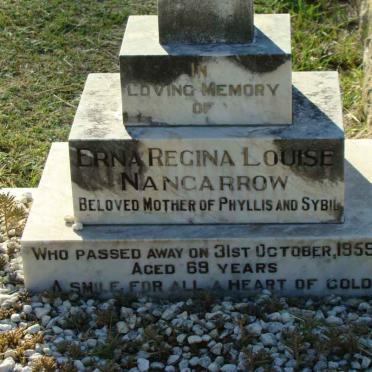 IN
LOVING MEMORY
OF
ERNA REGINA LOUISE
NANCARROW
BELOVED MOTHER OF PHYLLIS AND SYBIL
WHO PASSED AWAY ON 31ST OCTOBER, 1959
AGED 69 YEARS
A SMILE FOR ALL A HEART OF GOLD